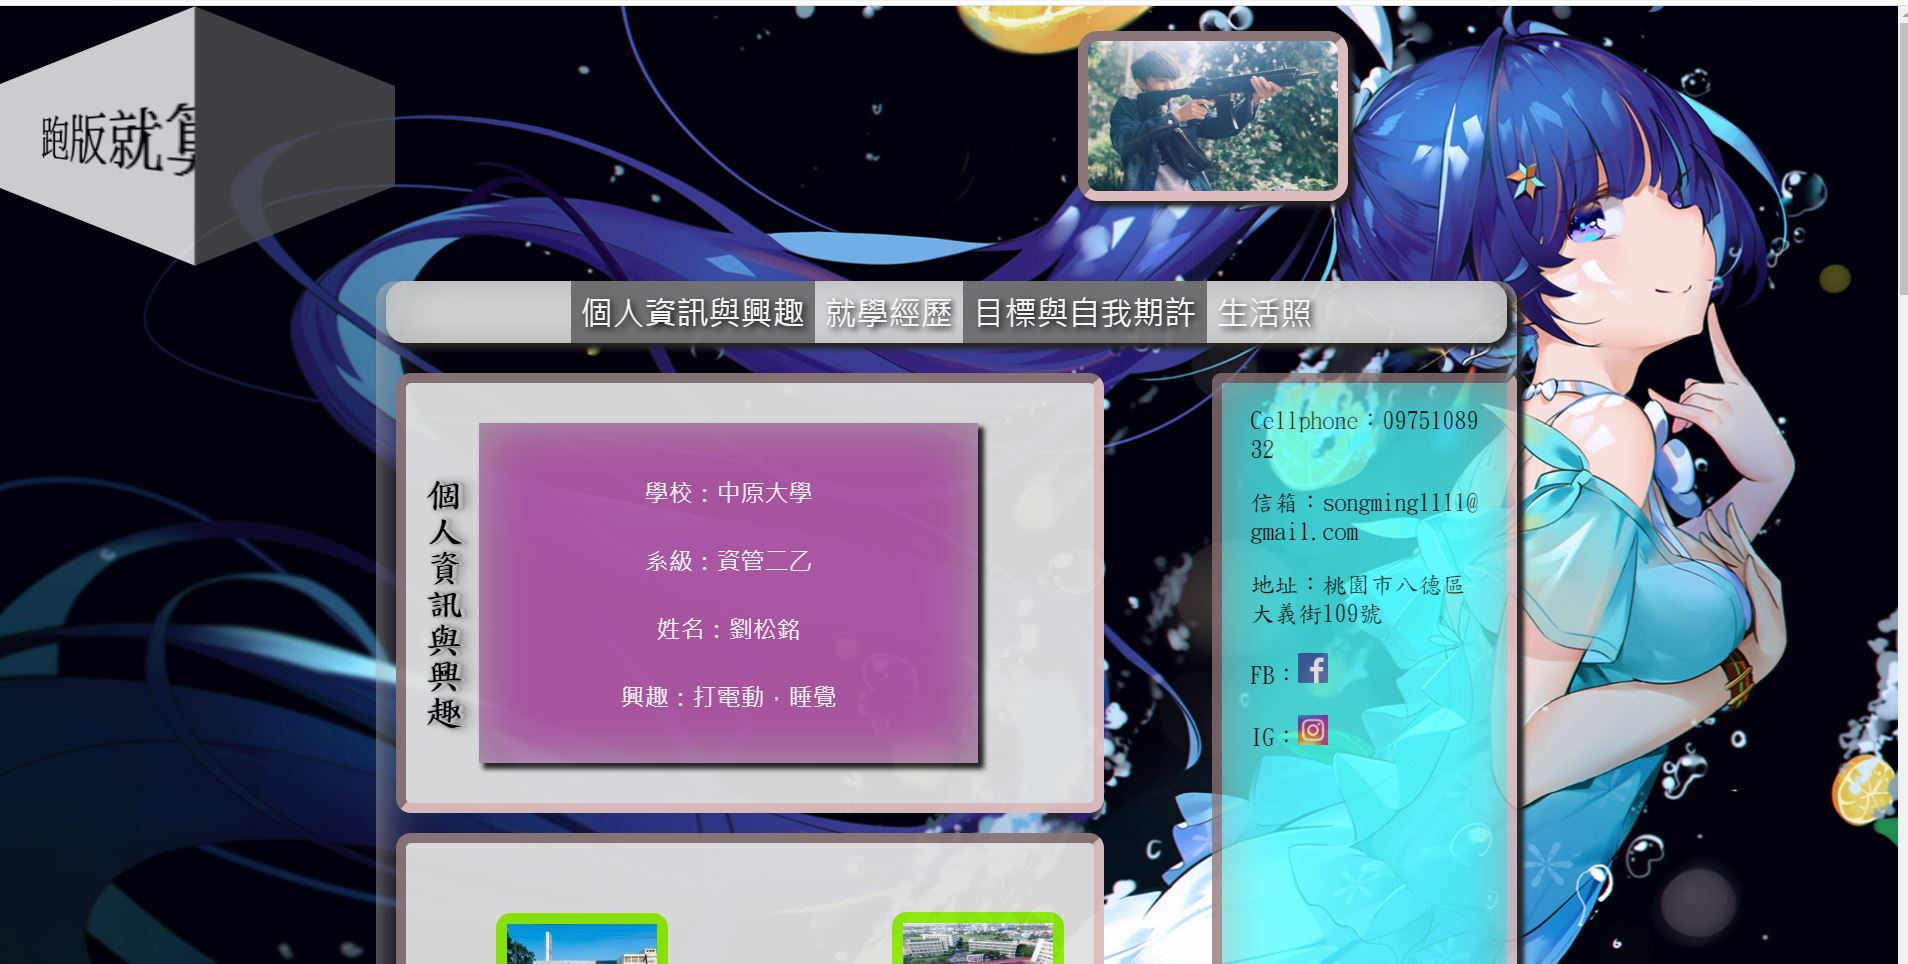 跑版就算
個人資訊與興趣 就學經歷 目標與自我期許 生活照
個人資訊與興趣
學校：中原大學
系級：資管二乙
姓名：劉松銘
興趣：打電動，睡覺
Cellphone：09751089
32
信箱：songming1111@
gmail.com
地址：桃園市八德區
大義街109號
FB：
IG：